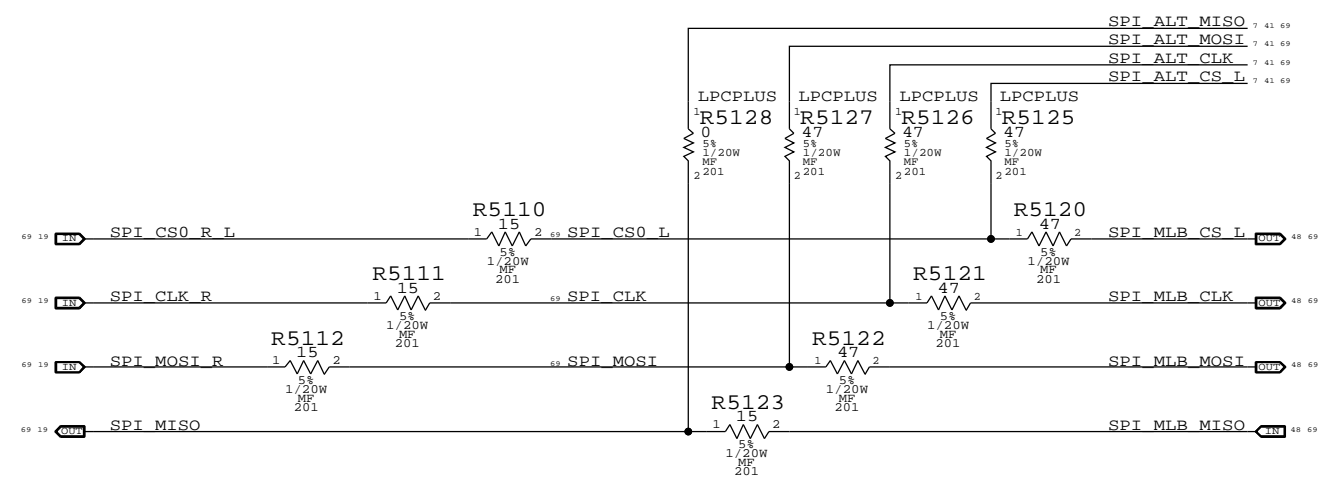 SPI_ALT_MISO 7 41 69
SPI_ALT_MOSI 7 41 69
SPI_ALT_CLK 7 41 69
SPI_ALT_CS_L 7 41 69
LPCPLUS LPCPLUS LPCPLUS LPCPLUS
1 R5128 1 R5127 1 R5126 1 R5125
0 47 47 47
5% 5% 5% 5%
1/20W 1/20W 1/20W 1/20W
MF MF MF MF
2 201 2 201 2 201 2 201
R5110 R5120
69 19 IN SPI_CS0_R_L 1 15 2 69 SPI_CS0_L 1 47 2 SPI_MLB_CS_L OUT 48 69
5% 5%
1/20W 1/20W
MF MF
201 201
R5111 R5121
69 19 IN SPI_CLK_R 1 15 2 69 SPI_CLK 1 47 2 SPI_MLB_CLK OUT 48 69
5% 5%
1/20W 1/20W
MF MF
201 201
R5112 R5122
69 19 IN SPI_MOSI_R 1 15 2 69 SPI_MOSI 1 47 2 SPI_MLB_MOSI OUT 48 69
5% 5%
1/20W 1/20W
MF MF
201 201
R5123
69 19 OUT SPI_MISO 1 15 2 SPI_MLB_MISO IN 48 69
5%
1/20W
MF
201